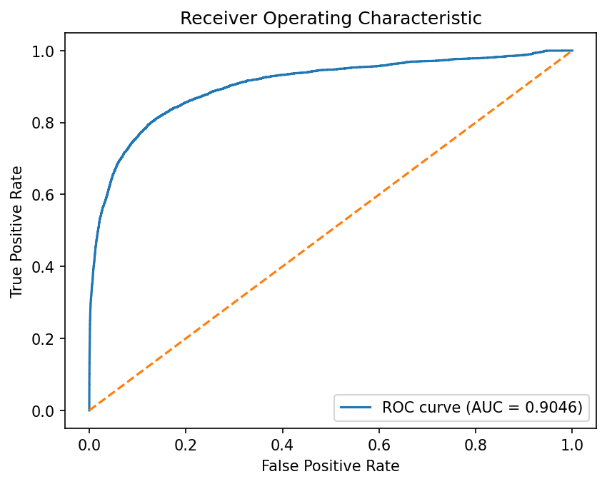 Receiver Operating Characteristic
1.0
0.8
0.6
0.4
0.2
0.0
True Positive Rate
ROC curve (AUC = 0.9046)
0.0 0.2 0.4 0.6 0.8 1.0
False Positive Rate